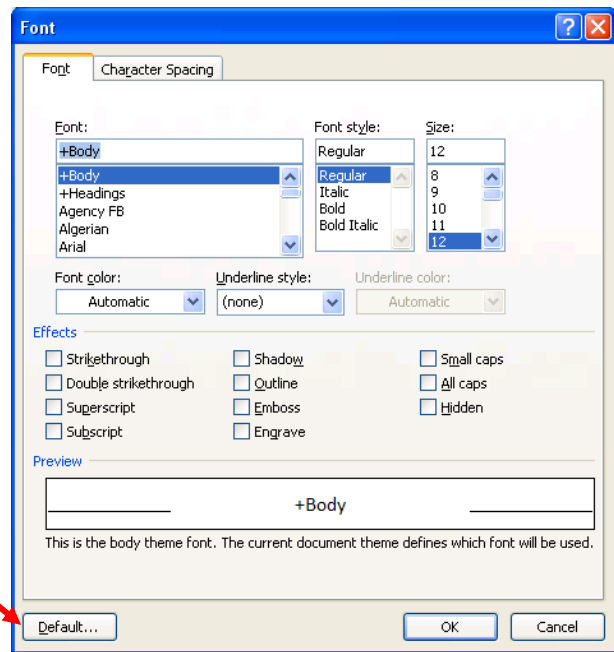 Font
Font Character Spacing
Font: Font style: Size:
+Body Regular 12
+Body Regular 8
+Headings Italic 9
Agency FB Bold 10
Algerian Bold Italic 11
Arial 12
Font color: Underline style: Underline color:
Automatic (none) Automatic
Effects
Strikethrough Shadow Small caps
Double strikethrough Outline All caps
Superscript Emboss Hidden
Subscript Engrave
Preview
+Body
This is the body theme font. The current document theme defines which font will be used.
Default... OK Cancel